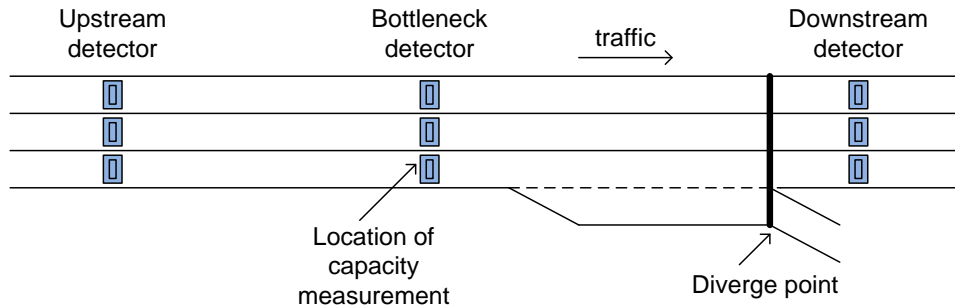 Upstream
detector
Bottleneck
detector
traffic
Downstream
detector
Location of
capacity
measurement
Diverge point